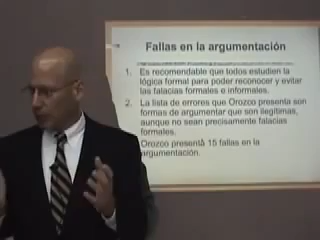 Fallas en la argumentación
1. Es recomendable que todos estudien la
lógica formal para poder reconocer y evitar
las falacias formales e informales.
2. La lista de errores que Orozco presenta son
formas de argumentar que son ilegítimas,
aunque no sean precisamente falacias
formales.
Orozco presentá 15 fallas en la
argumentación.